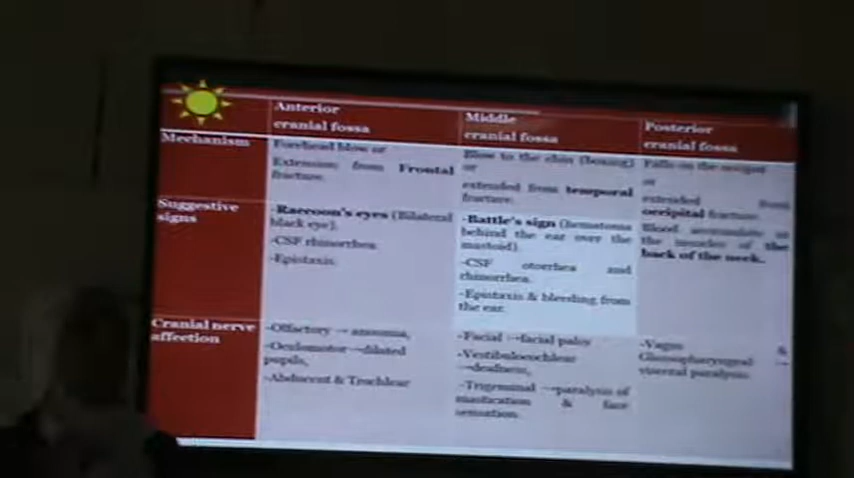 Anterior
cranial fossa
Middle
cranial fossa
Posterior
cranial fossa
Mechanism
Forehead blow or
Extension from Frontal
fracture.
Blow to the chin (boxing)
or
extended from temporal
fracture.
Falls on the occiput
or
extended from
occipital fracture.
Suggestive
signs
-Raccoon's eyes (Bilateral
black eye).
-CSF rhinorrhea.
-Epistaxis.
-Battle's sign (hematoma
behind the ear over the
mastoid)
-CSF otorrhea and
rhinorrhea.
-Epistaxis & bleeding from
the ear.
Blood accumulate in
the muscles of the
back of the neck.
Cranial nerve
affection
-Olfactory → anosmia,
-Oculomotor →dilated
pupils,
-Abducent & Trochlear
-Facial →facial palsy
-Vestibulocochlear
→deafness,
-Trigeminal →paralysis of
mastication & face
sensation.
-Vagus &
Glossopharyngeal →
visceral paralysis.